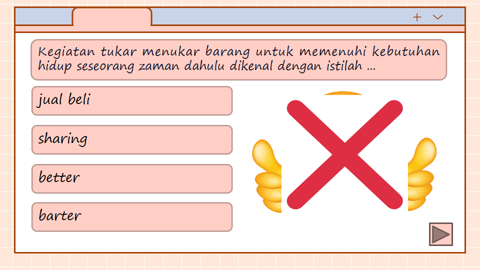 Kegiatan tukar menukar barang untuk memenuhi kebutuhan
hidup seseorang zaman dahulu dikenal dengan istilah ...
jual beli
sharing
better
barter